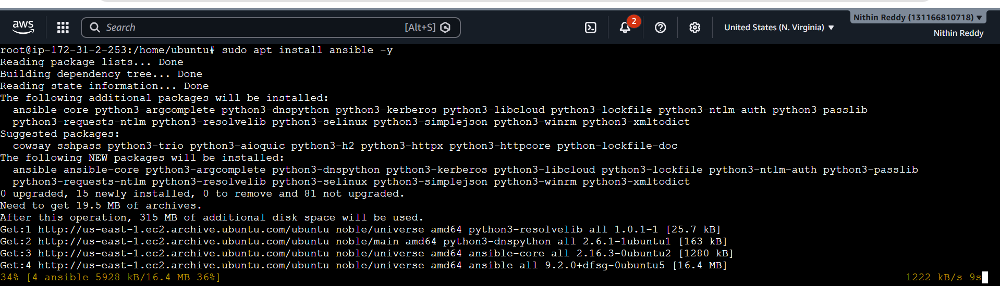 aws
Search [Alt+S]
2
United States (N. Virginia)
Nithin Reddy (131166810718)
Nithin Reddy
root@ip-172-31-2-253:/home/ubuntu# sudo apt install ansible -y
Reading package lists... Done
Building dependency tree... Done
Reading state information... Done
The following additional packages will be installed:
  ansible-core python3-argcomplete python3-dnspython python3-kerberos python3-libcloud python3-lockfile python3-ntlm-auth python3-passlib
  python3-requests-ntlm python3-resolvelib python3-selinux python3-simplejson python3-winrm python3-xmltodict
Suggested packages:
  cowsay sshpass python3-trio python3-aioquic python3-h2 python3-httpx python3-httpcore python-lockfile-doc
The following NEW packages will be installed:
  ansible ansible-core python3-argcomplete python3-dnspython python3-kerberos python3-libcloud python3-lockfile python3-ntlm-auth python3-passlib
  python3-requests-ntlm python3-resolvelib python3-selinux python3-simplejson python3-winrm python3-xmltodict
0 upgraded, 15 newly installed, 0 to remove and 81 not upgraded.
Need to get 19.5 MB of archives.
After this operation, 315 MB of additional disk space will be used.
Get:1 http://us-east-1.ec2.archive.ubuntu.com/ubuntu noble/universe amd64 python3-resolvelib all 1.0.1-1 [25.7 kB]
Get:2 http://us-east-1.ec2.archive.ubuntu.com/ubuntu noble/main amd64 python3-dnspython all 2.6.1-1ubuntu1 [163 kB]
Get:3 http://us-east-1.ec2.archive.ubuntu.com/ubuntu noble/universe amd64 ansible-core all 2.16.3-0ubuntu2 [1280 kB]
Get:4 http://us-east-1.ec2.archive.ubuntu.com/ubuntu noble/universe amd64 ansible all 9.2.0+dfsg-0ubuntu5 [16.4 MB]
34% [4 ansible 5928 kB/16.4 MB 36%] 1222 kB/s 9s